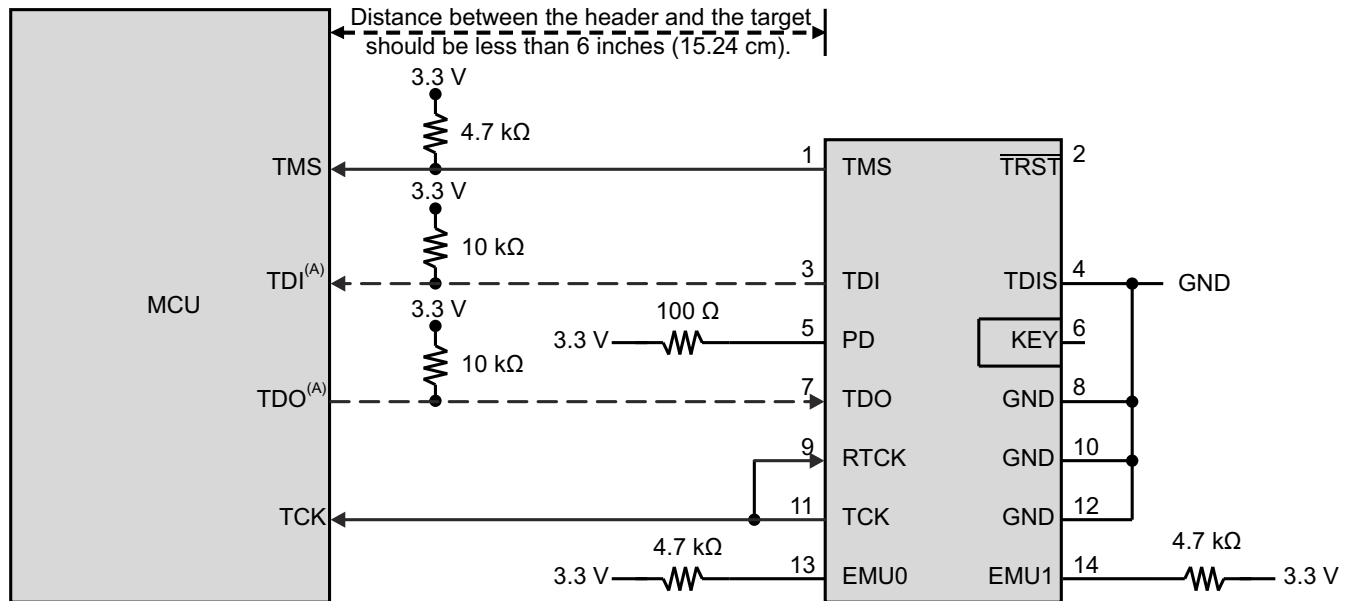 Distance between the header and the target
should be less than 6 inches (15.24 cm).
3.3 V
4.7 kΩ
TMS
1
TMS
TRST
2
3.3 V
10 kΩ
TDI(A)
3
TDI
TDIS
4
GND
MCU
3.3 V
100 Ω
3.3 V
5
PD
KEY
6
10 kΩ
TDO(A)
7
TDO
GND
8
9
RTCK
GND
10
TCK
11
TCK
GND
12
4.7 kΩ
3.3 V
13
EMU0
EMU1
14
4.7 kΩ
3.3 V